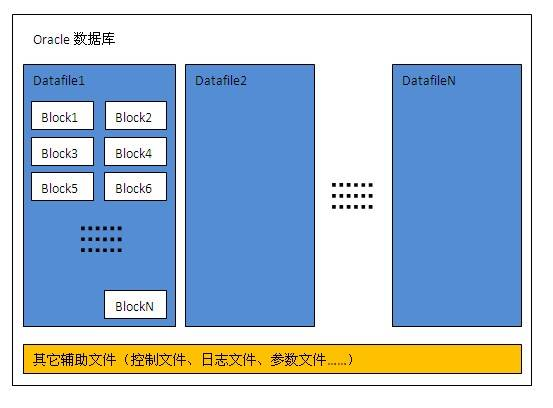 Oracle 数据库
Datafile1
Datafile2
DatafileN
Block1
Block2
Block3
Block4
Block5
Block6
BlockN
其它辅助文件（控制文件、日志文件、参数文件……）